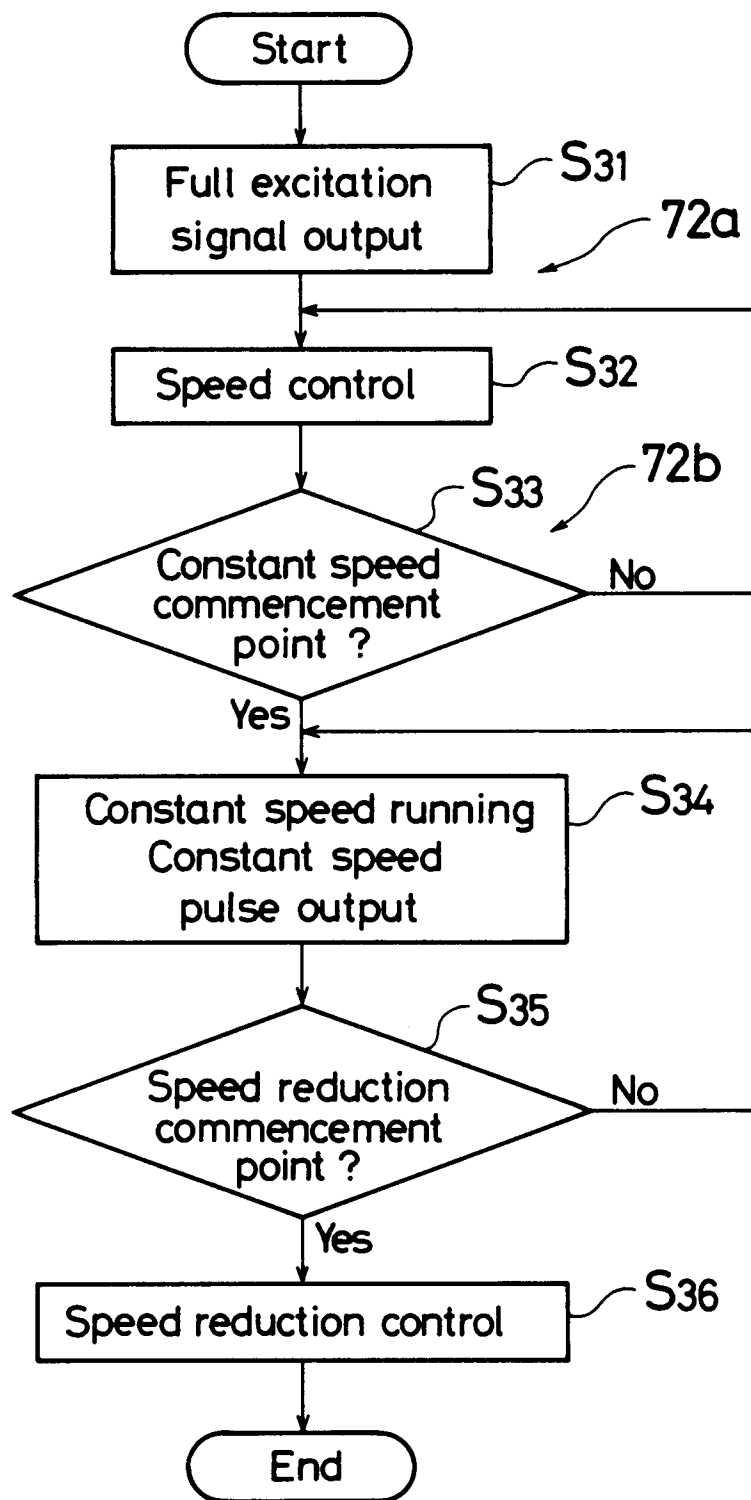 Start
Full excitation
signal output
S31
72a
Speed control
S32
72b
S33
Constant speed
commencement
point ?
No
Yes
Constant speed running
Constant speed
pulse output
S34
S35
Speed reduction
commencement
point ?
No
Yes
Speed reduction control
S36
End